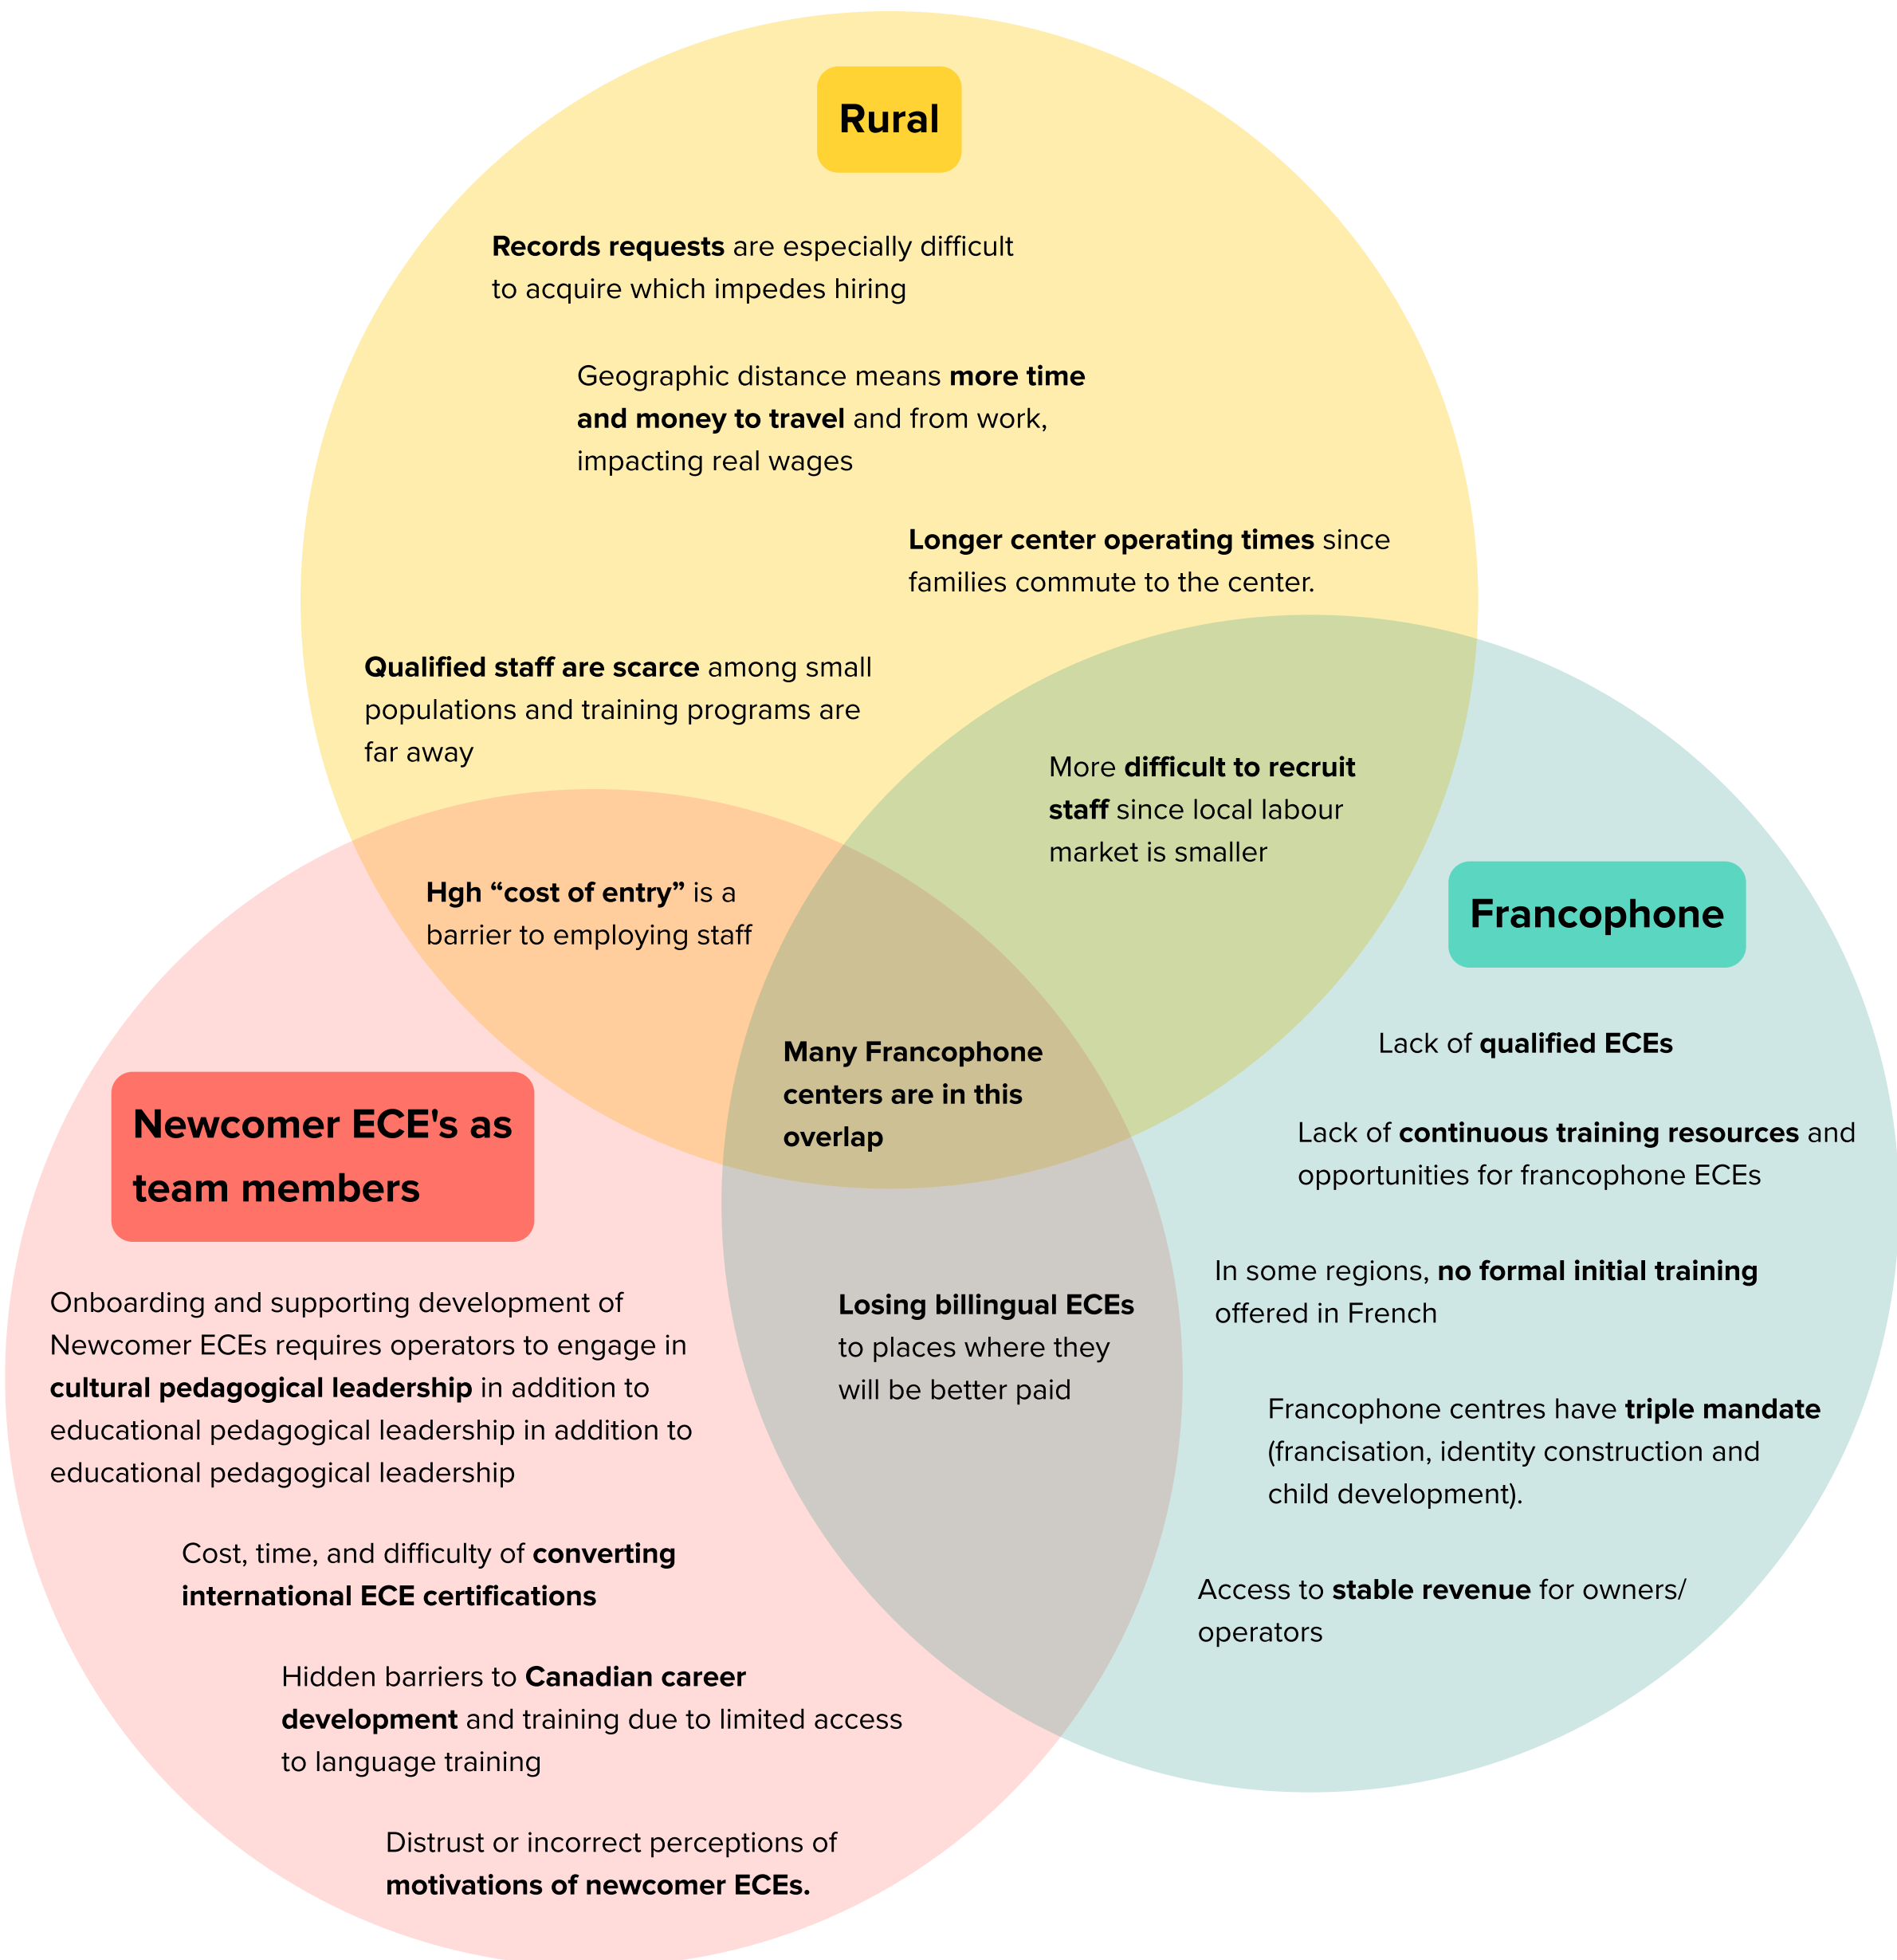 Rural
Records requests are especially difficult
to acquire which impedes hiring
Geographic distance means more time
and money to travel and from work,
impacting real wages
Longer center operating times since
families commute to the center.
Qualified staff are scarce among small
populations and training programs are
far away
More difficult to recruit
staff since local labour
market is smaller
Hgh “cost of entry” is a
barrier to employing staff
Many Francophone
centers are in this
overlap
Francophone
Lack of qualified ECEs
Lack of continuous training resources and
opportunities for francophone ECEs
In some regions, no formal initial training
offered in French
Francophone centres have triple mandate
(francisation, identity construction and
child development).
Access to stable revenue for owners/
operators
Losing billingual ECEs
to places where they
will be better paid
Newcomer ECE's as
team members
Onboarding and supporting development of
Newcomer ECEs requires operators to engage in
cultural pedagogical leadership in addition to
educational pedagogical leadership in addition to
educational pedagogical leadership
Cost, time, and difficulty of converting
international ECE certifications
Hidden barriers to Canadian career
development and training due to limited access
to language training
Distrust or incorrect perceptions of
motivations of newcomer ECEs.